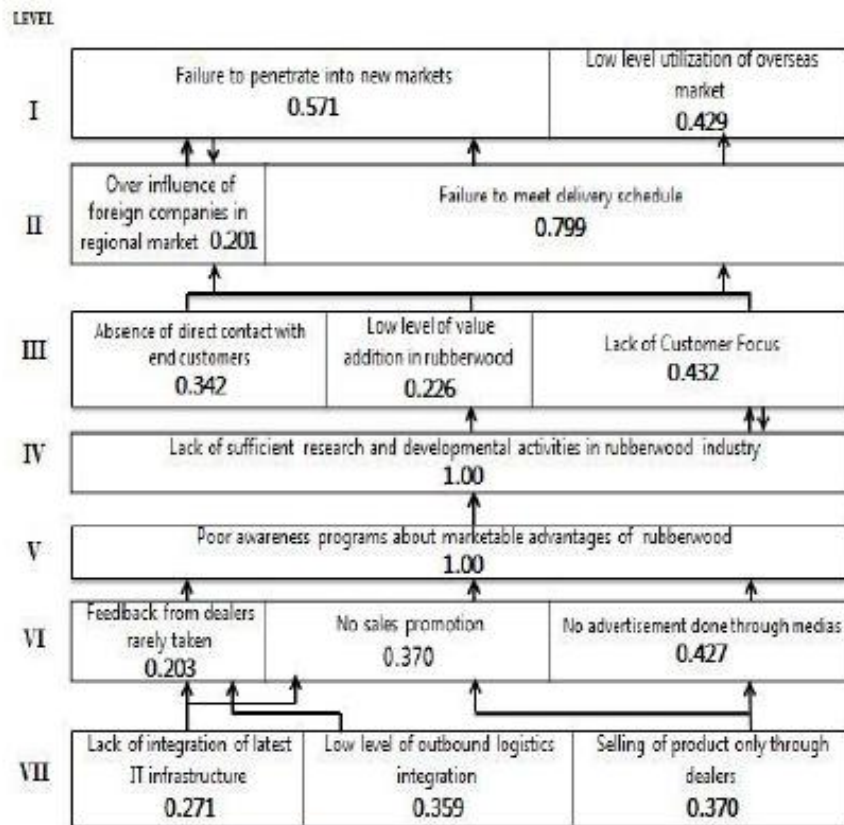 LEVEL
I
Failure to penetrate into new markets
0.571
Low level utilization of overseas
market
0.429
II
Over influence of
foreign companies in
regional market 0.201
Failure to meet delivery schedule
0.799
III
Absence of direct contact with
end customers
0.342
Low level of value
addition in rubberwood
0.226
Lack of Customer Focus
0.432
IV
Lack of sufficient research and developmental activities in rubberwood industry
1.00
V
Poor awareness programs about marketable advantages of rubberwood
1.00
VI
Feedback from dealers
rarely taken
0.203
No sales promotion
0.370
No advertisement done through medias
0.427
VII
Lack of integration of latest
IT infrastructure
0.271
Low level of outbound logistics
integration
0.359
Selling of product only through
dealers
0.370